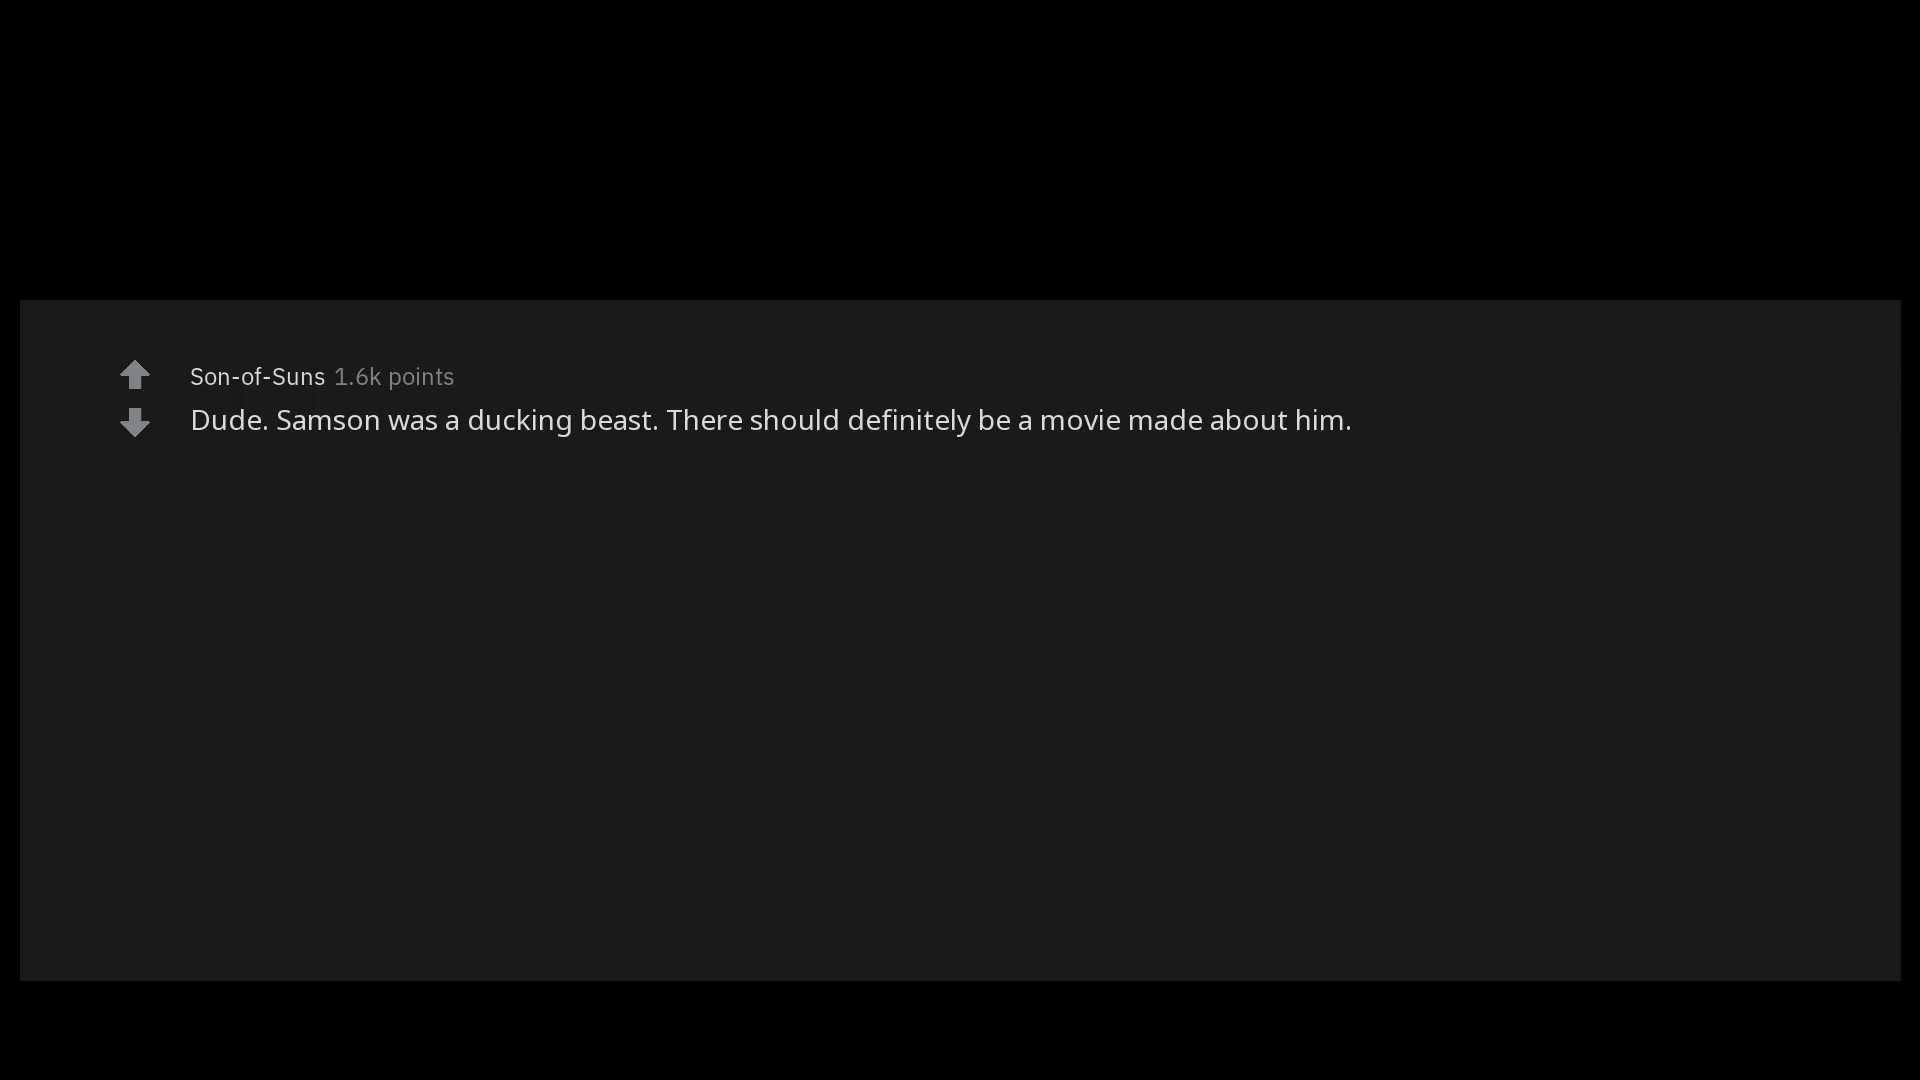 Son-of-Suns 1.6k points
Dude. Samson was a ducking beast. There should definitely be a movie made about him.